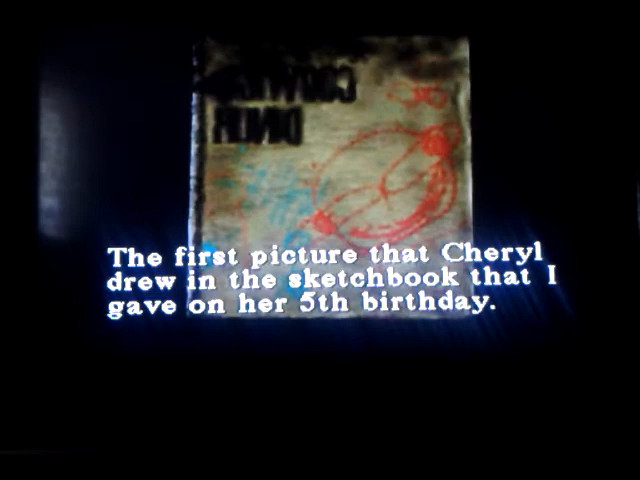 The first picture that Cheryl
drew in the sketchbook that I
gave on her 5th birthday.